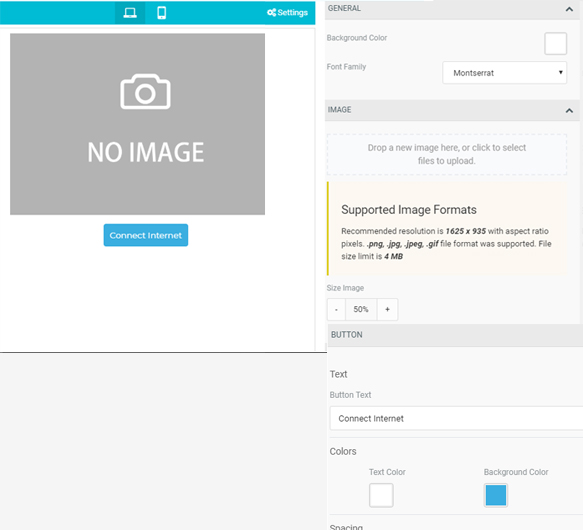 Settings
NO IMAGE
Connect Internet
GENERAL
Background Color
Font Family
Montserrat
IMAGE
Drop a new image here, or click to select
files to upload.
Supported Image Formats
Recommended resolution is 1625 x 935 with aspect ratio
pixels. .png, .jpg, .jpeg, .gif file format was supported. File
size limit is 4 MB
Size Image
- 50% +
BUTTON
Text
Button Text
Connect Internet
Colors
Text Color Background Color
Spacing